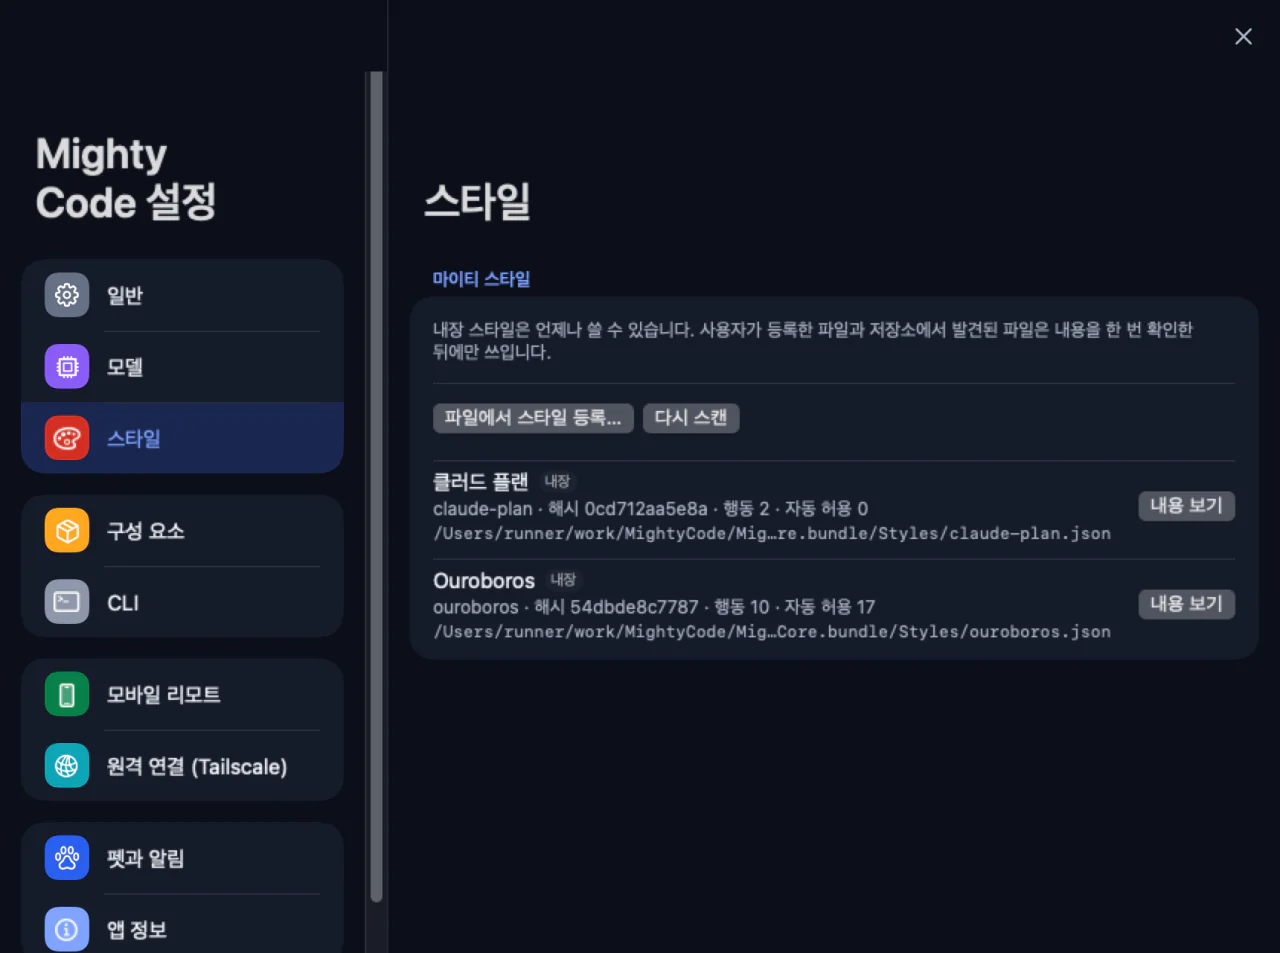 Mighty
Code 설정
일반
모델
스타일
구성 요소
CLI
모바일 리모트
원격 연결 (Tailscale)
펫과 알림
앱 정보
스타일
마이티 스타일
내장 스타일은 언제나 쓸 수 있습니다. 사용자가 등록한 파일과 저장소에서 발견된 파일은 내용을 한 번 확인한
뒤에만 쓰입니다.
파일에서 스타일 등록... 다시 스캔
클러드 플랜 내장
claude-plan · 해시 0cd712aa5e8a · 행동 2 · 자동 허용 0
/Users/runner/work/MightyCode/Mig…re.bundle/Styles/claude-plan.json
내용 보기
Ouroboros 내장
ouroboros · 해시 54dbde8c7787 · 행동 10 · 자동 허용 17
/Users/runner/work/MightyCode/Mig…Core.bundle/Styles/ouroboros.json
내용 보기